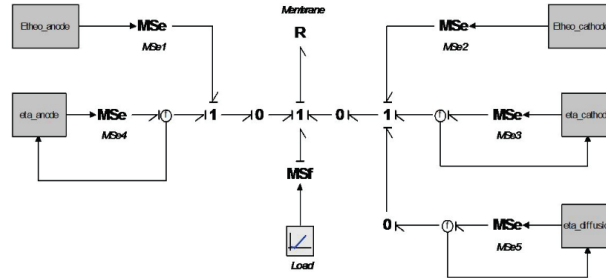 Membrane
Etheo_anode
MSe
MSe1
R
MSe
MSe2
Etheo_cathode
eta_anode
MSe
MSe4
1
0
1
0
1
MSe
MSe3
eta_cathod
MSf
Load
0
MSe
MSe5
eta_diffusio